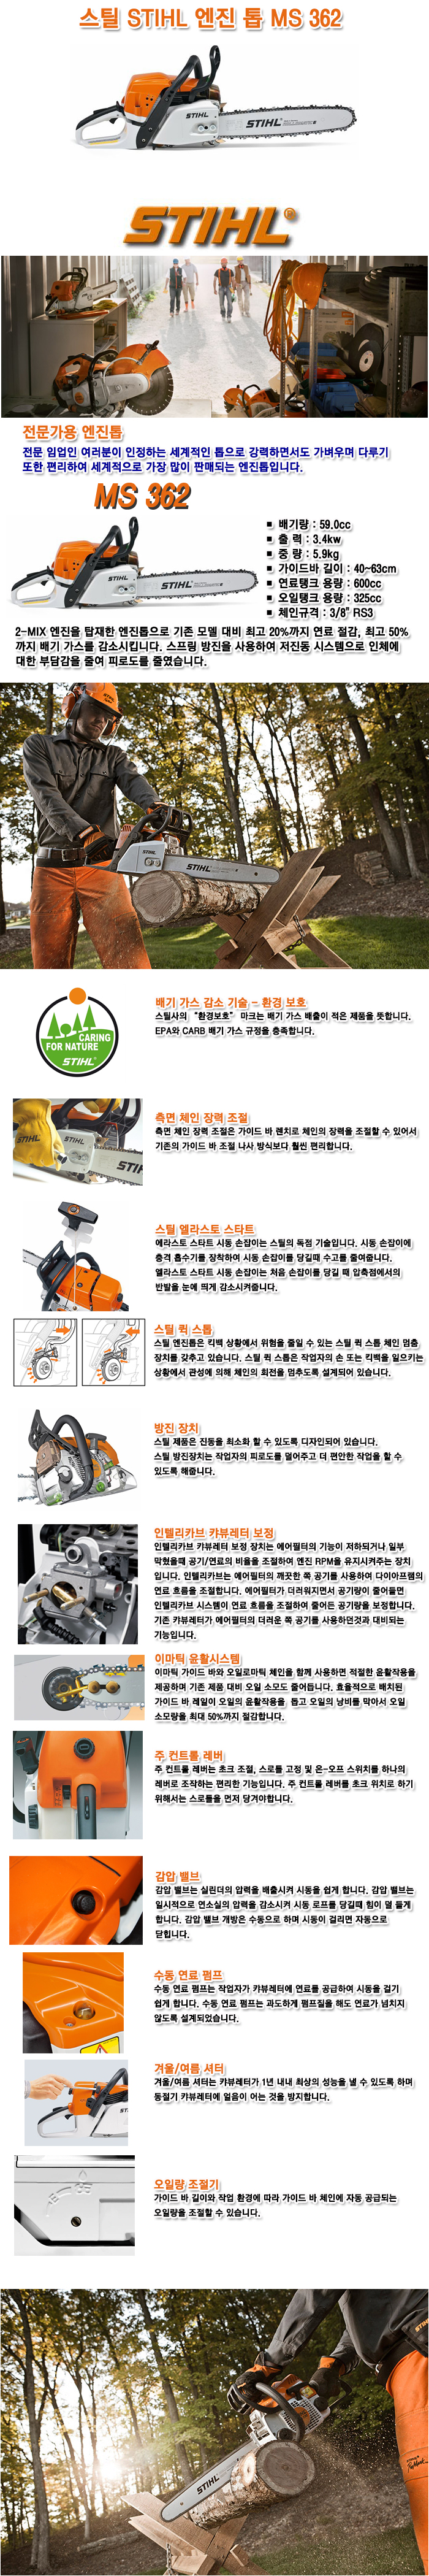 스틸 STIHL 엔진 톱 MS 362
STIHL
STIHL®
전문가용 엔진톱
전문 임업인 여러분이 인정하는 세계적인 톱으로 강력하면서도 가벼우며 다루기
또한 편리하여 세계적으로 가장 많이 판매되는 엔진톱입니다.
MS 362
■ 배기량 : 59.0cc
■ 출 력 : 3.4kw
■ 중 량 : 5.9kg
■ 가이드바 길이 : 40-63cm
■ 연료탱크 용량 : 600cc
■ 오일탱크 용량 : 325cc
■ 체인규격 : 3/8" RS3
STIHL
STIHL
2-MIX 엔진을 탑재한 엔진톱으로 기존 모델 대비 최고 20%까지 연료 절감, 최고 50%
까지 배기 가스를 감소시킵니다. 스프링 방진을 사용하여 저진동 시스템으로 인체에
대한 부담감을 줄여 피로도를 줄였습니다.
STIHL
STIHL
배기 가스 감소 기술 - 환경 보호
스틸사의 "환경보호" 마크는 배기 가스 배출이 적은 제품을 뜻합니다.
EPA와 CARB 배기 가스 규정을 충족합니다.
CARING
FOR NATURE
STIHL
측면 체인 장력 조절
측면 체인 장력 조절은 가이드 바 렌치로 체인의 장력을 조절할 수 있어서
기존의 가이드 바 조절 나사 방식보다 훨씬 편리합니다.
STIHL
스틸 엘라스토 스타트
에라스토 스타트 시동 손잡이는 스틸의 독점 기술입니다. 시동 손잡이에
충격 흡수기를 장착하여 시동 손잡이를 당길때 수고를 줄여줍니다.
엘라스토 스타트 시동 손잡이는 처음 손잡이를 당길 때 압축점에서의
반발을 눈에 띄게 감소시켜줍니다.
스틸 퀵 스톱
스틸 엔진톱은 킥백 상황에서 위험을 줄일 수 있는 스틸 퀵 스톱 체인 멈춤
장치를 갖추고 있습니다. 스틸 퀵 스톱은 작업자의 손 또는 킥백을 일으키는
상황에서 관성에 의해 체인의 회전을 멈추도록 설계되어 있습니다.
방진 장치
스틸 제품은 진동을 최소화 할 수 있도록 디자인되어 있습니다.
스틸 방진장치는 작업자의 피로도를 덜어주고 더 편안한 작업을 할 수
있도록 해줍니다.
인텔리카브 캬뷰레터 보정
인텔리카브 캬뷰레터 보정 장치는 에어필터의 기능이 저하되거나 일부
막혔을때 공기/연료의 비율을 조절하여 엔진 RPM을 유지시켜주는 장치
입니다. 인텔리카브는에어필터의 깨끗한 쪽 공기를 사용하여 다이아프램의
연료 흐름을 조절합니다. 에어필터가 더러워지면서 공기량이 줄어들면
인텔리카브 시스템이 연료 흐름을 조절하여 줄어든 공기량을 보정합니다.
기존 캬뷰레터가 에어필터의 더러운 쪽 공기를 사용하던것과 대비되는
기능입니다.
이마틱 윤활시스템
이마틱 가이드 바와 오일로마틱 체인을 함께 사용하면 적절한 윤활작용을
제공하며 기존 제품 대비 오일 소모도 줄어듭니다. 효율적으로 배치된
가이드 바 레일이 오일의 윤활작용을 돕고 오일의 낭비를 막아서 오일
소모량을 최대 50%까지 절감합니다.
주 컨트롤 레버
주 컨트롤 레버는 초크 조절, 스로틀 고정 및 온-오프 스위치를 하나의
레버로 조작하는 편리한 기능입니다. 주 컨트롤 레버를 초크 위치로 하기
위해서는 스로틀을 먼저 당겨야합니다.
감압 밸브
감압 밸브는 실린더의 압력을 배출시켜 시동을 쉽게 합니다. 감압 밸브는
일시적으로 연소실의 압력을 감소시켜 시동 로프를 당길때 힘이 덜 들게
합니다. 감압 밸브 개방은 수동으로 하며 시동이 걸리면 자동으로
닫힙니다.
수동 연료 펌프
수동 연료 펌프는 작업자가 캬뷰레터에 연료를 공급하여 시동을 걸기
쉽게 합니다. 수동 연료 펌프는 과도하게 펌프질을 해도 연료가 넘치지
않도록 설계되었습니다.
겨울/여름 셔터
겨울/여름 셔터는 캬뷰레터가 1년 내내 최상의 성능을 낼 수 있도록 하며
동절기 캬뷰레터에 얼음이 어는 것을 방지합니다.
오일량 조절기
가이드 바 길이와 작업 환경에 따라 가이드 바 체인에 자동 공급되는
오일량을 조절할 수 있습니다.
STIHL